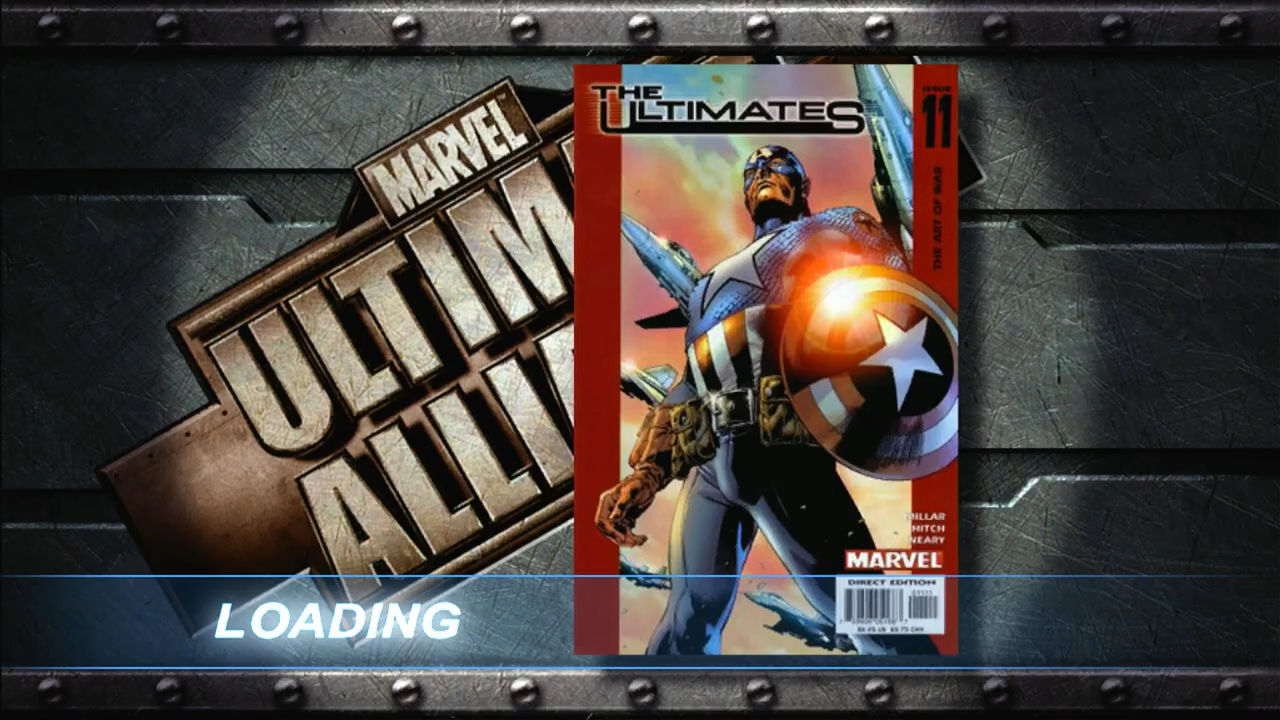 MARVEL
ULTIM
ALLI
THE
ULTIMATES
ISSUE
11
THE ART OF WAR
MILLAR
HITCH
NEARY
MARVEL
DIRECT EDITION
LOADING